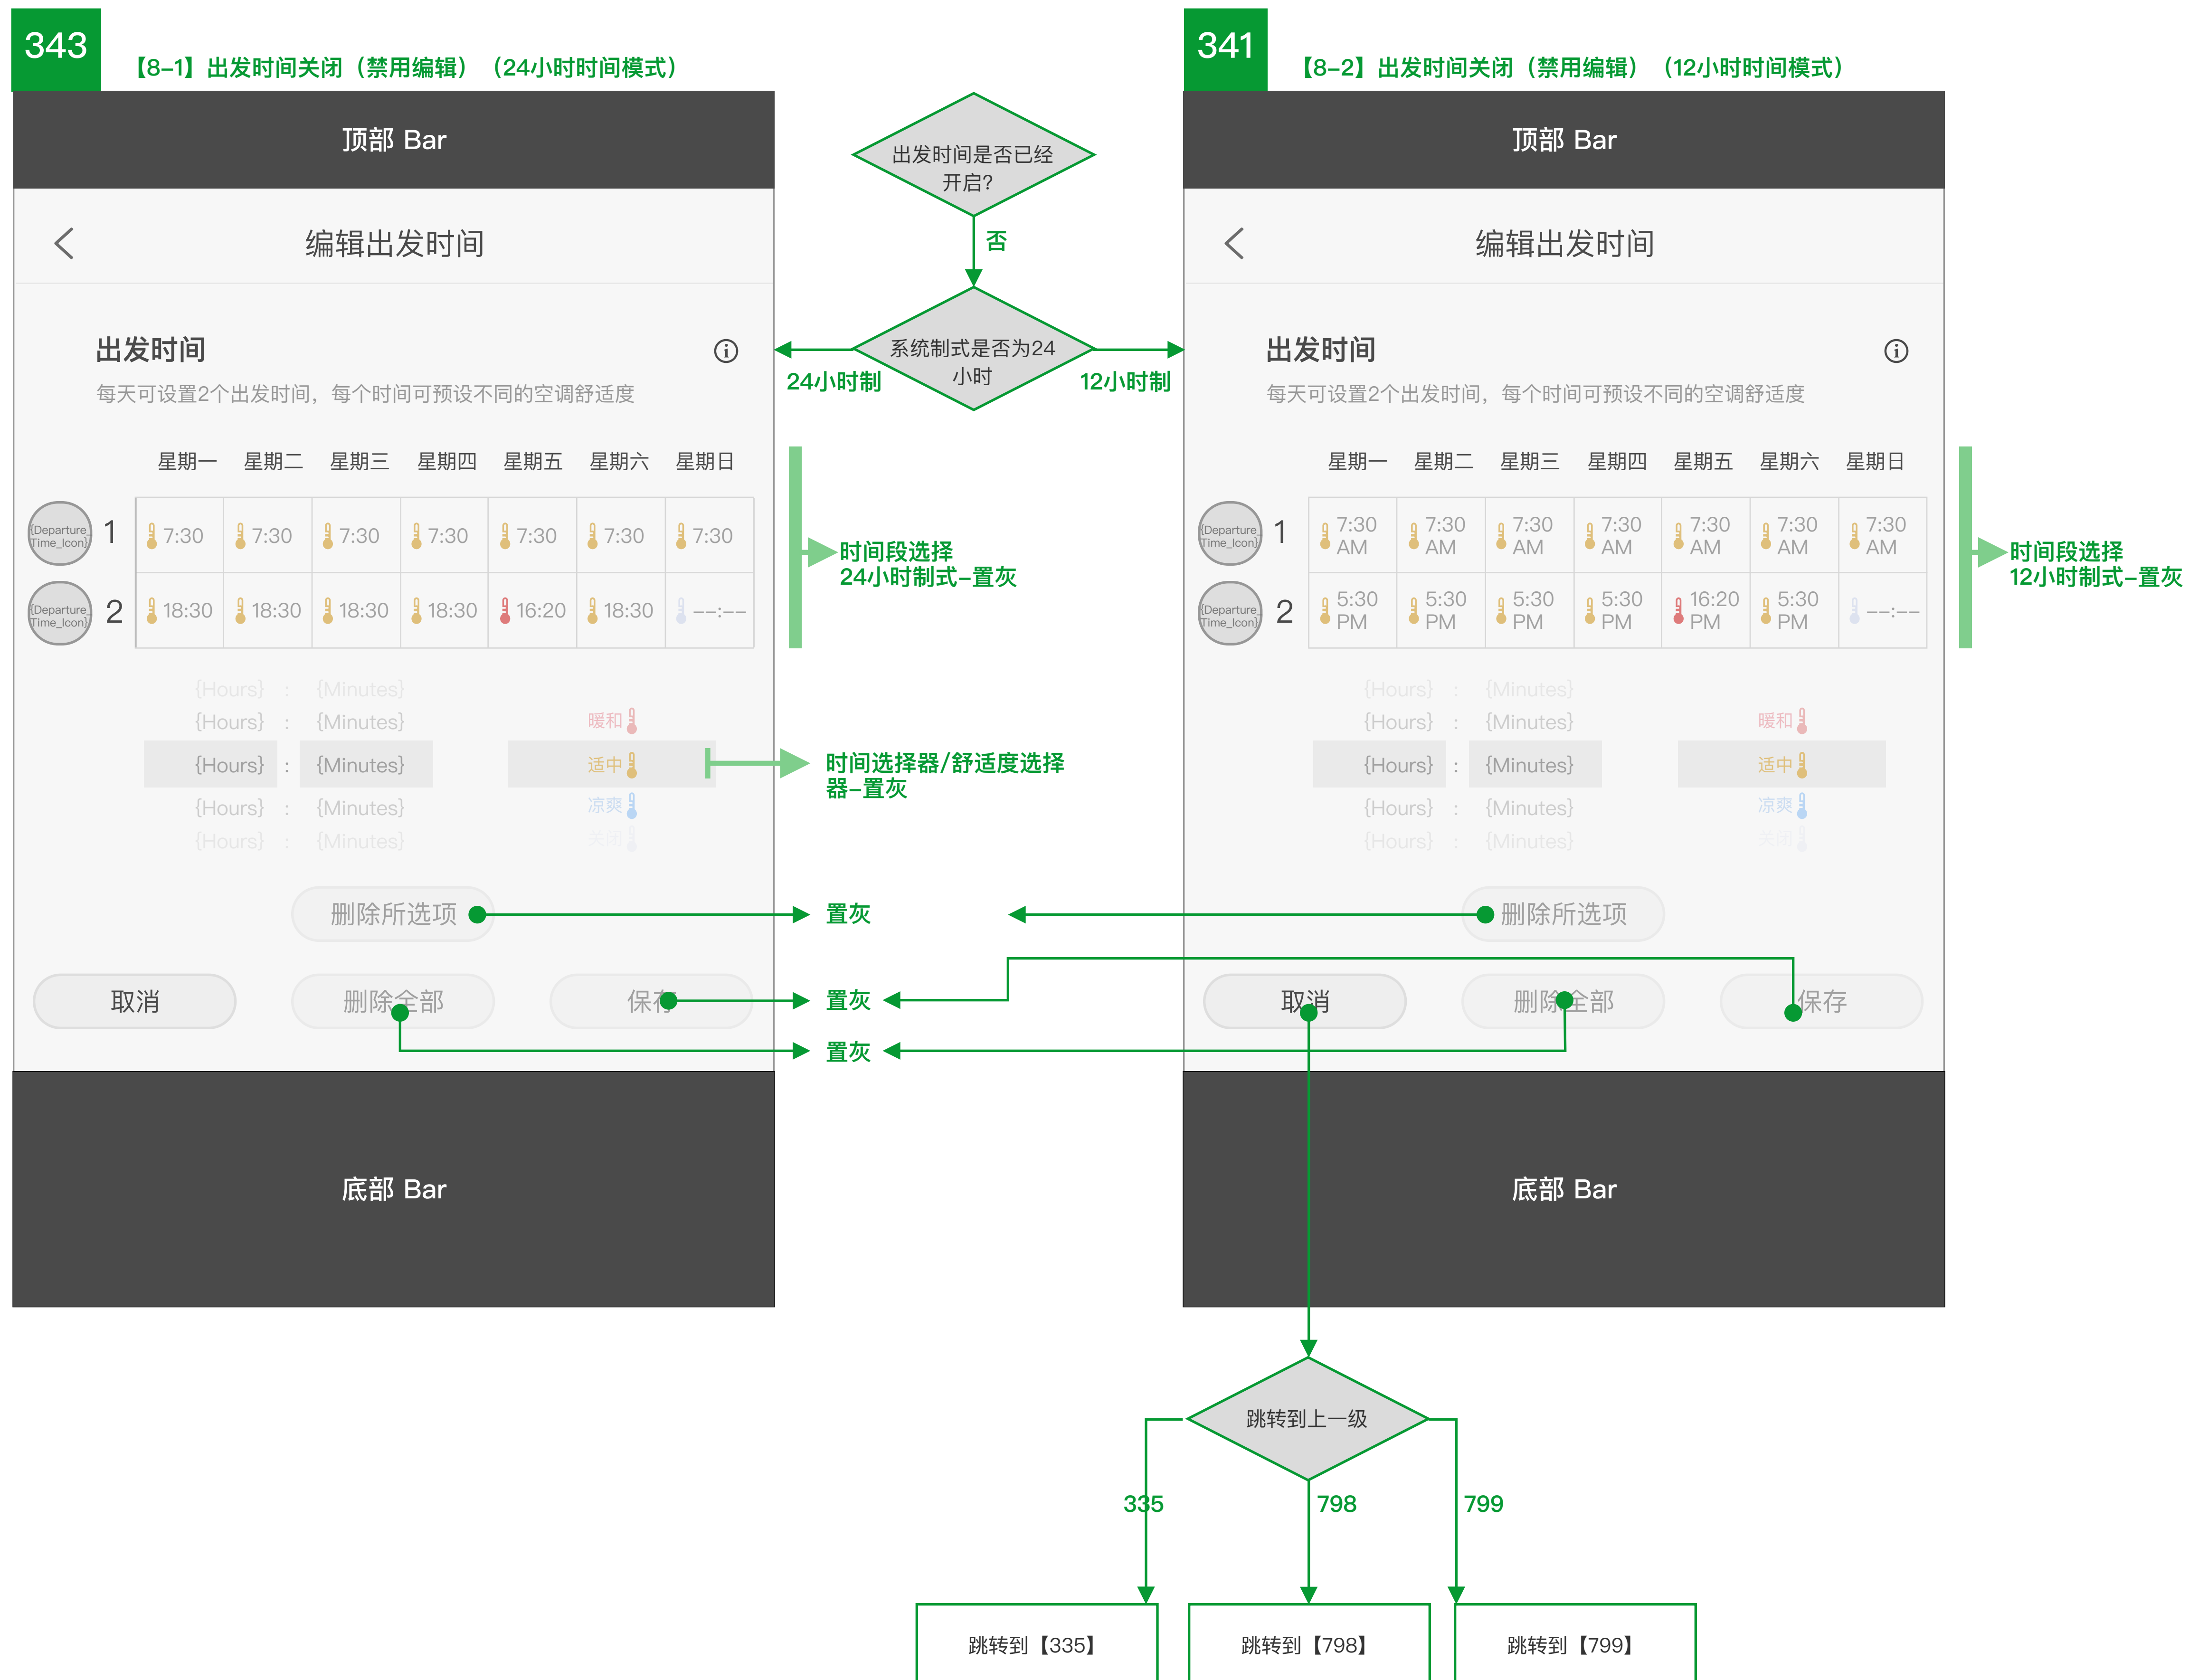 343
【8-1】出发时间关闭（禁用编辑）（24小时时间模式）
顶部 Bar
编辑出发时间
出发时间
每天可设置2个出发时间，每个时间可预设不同的空调舒适度
星期一 星期二 星期三 星期四 星期五 星期六 星期日
{Departure_
Time_Icon}
1
7:30 7:30 7:30 7:30 7:30 7:30 7:30
{Departure_
Time_Icon}
2
18:30 18:30 18:30 18:30 16:20 18:30 --:--
{Hours} : {Minutes}
{Hours} : {Minutes} 暖和
{Hours} : {Minutes} 适中
{Hours} : {Minutes} 凉爽
{Hours} : {Minutes} 关闭
删除所选项
取消 删除全部 保存
底部 Bar
出发时间是否已经
开启？
否
系统制式是否为24
小时
24小时制
12小时制
时间段选择
24小时制式-置灰
时间选择器/舒适度选择
器-置灰
置灰
置灰
置灰
341
【8-2】出发时间关闭（禁用编辑）（12小时时间模式）
顶部 Bar
编辑出发时间
出发时间
每天可设置2个出发时间，每个时间可预设不同的空调舒适度
星期一 星期二 星期三 星期四 星期五 星期六 星期日
{Departure_
Time_Icon}
1
7:30 7:30 7:30 7:30 7:30 7:30 7:30
AM AM AM AM AM AM AM
{Departure_
Time_Icon}
2
5:30 5:30 5:30 5:30 16:20 5:30 --:--
PM PM PM PM PM PM
{Hours} : {Minutes}
{Hours} : {Minutes} 暖和
{Hours} : {Minutes} 适中
{Hours} : {Minutes} 凉爽
{Hours} : {Minutes} 关闭
删除所选项
取消 删除全部 保存
底部 Bar
时间段选择
12小时制式-置灰
跳转到上一级
335
798
799
跳转到【335】
跳转到【798】
跳转到【799】